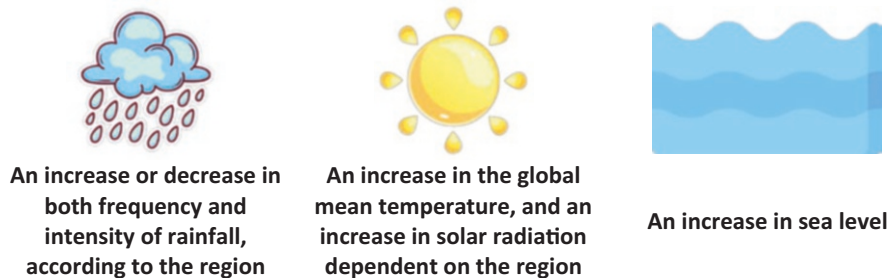 An increase or decrease in
both frequency and
intensity of rainfall,
according to the region
An increase in the global
mean temperature, and an
increase in solar radiation
dependent on the region
An increase in sea level